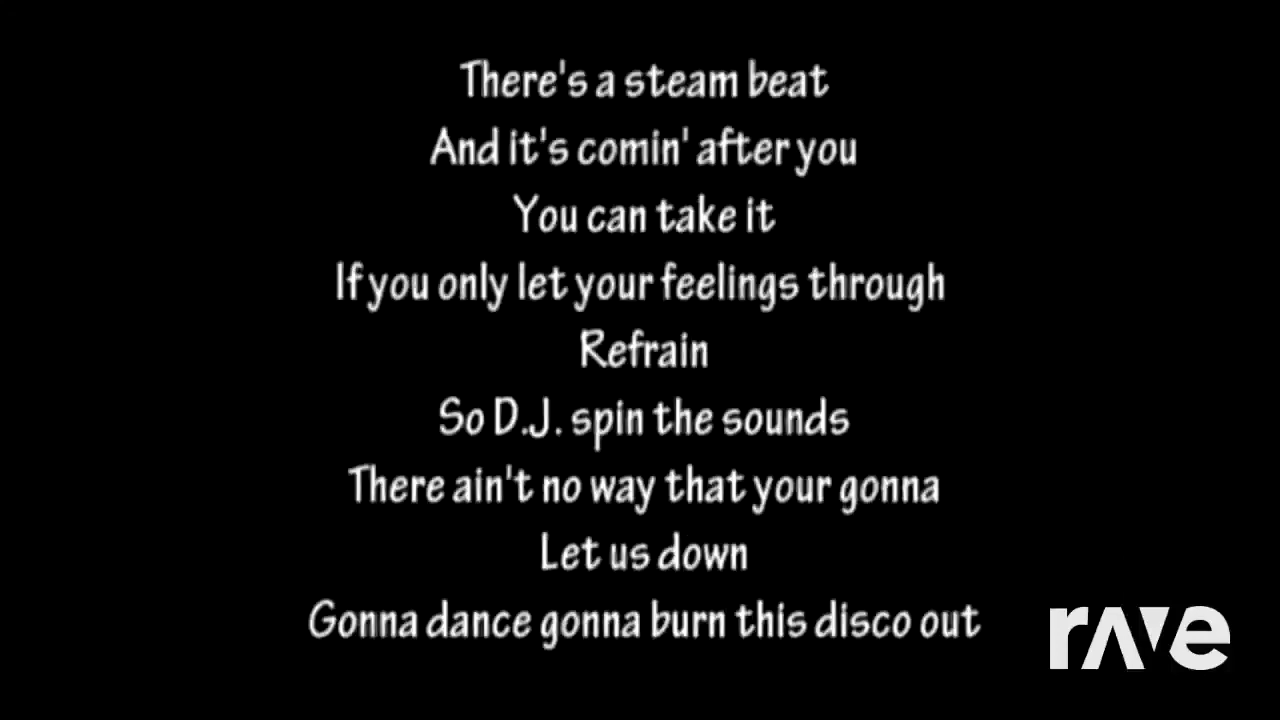 There's a steam beat
And it's comin' after you
You can take it
If you only let your feelings through
Refrain
So D.J. spin the sounds
There ain't no way that your gonna
Let us down
Gonna dance gonna burn this disco out
rave